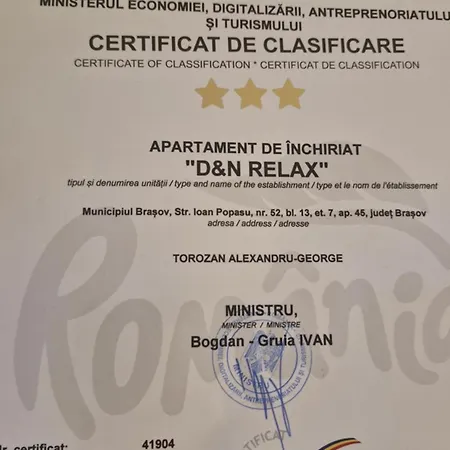 MINISTERUL ECONOMIEI, DIGITALIZĂRII, ANTREPRENORIATULUI
ȘI TURISMULUI
CERTIFICAT DE CLASIFICARE
CERTIFICATE OF CLASSIFICATION * CERTIFICAT DE CLASSIFICATION
APARTAMENT DE ÎNCHIRIAT
"D&N RELAX"
tipul și denumirea unității / type and name of the establishment / type et le nom de l'établissement
Municipiul Brașov, Str. Ioan Popasu, nr. 52, bl. 13, et. 7, ap. 45, județ Brașov
adresa / address / adresse
TOROZAN ALEXANDRU-GEORGE
România
MINISTRU,
MINISTER / MINISTRE
Bogdan - Gruia IVAN
Nr. certificat: 41904